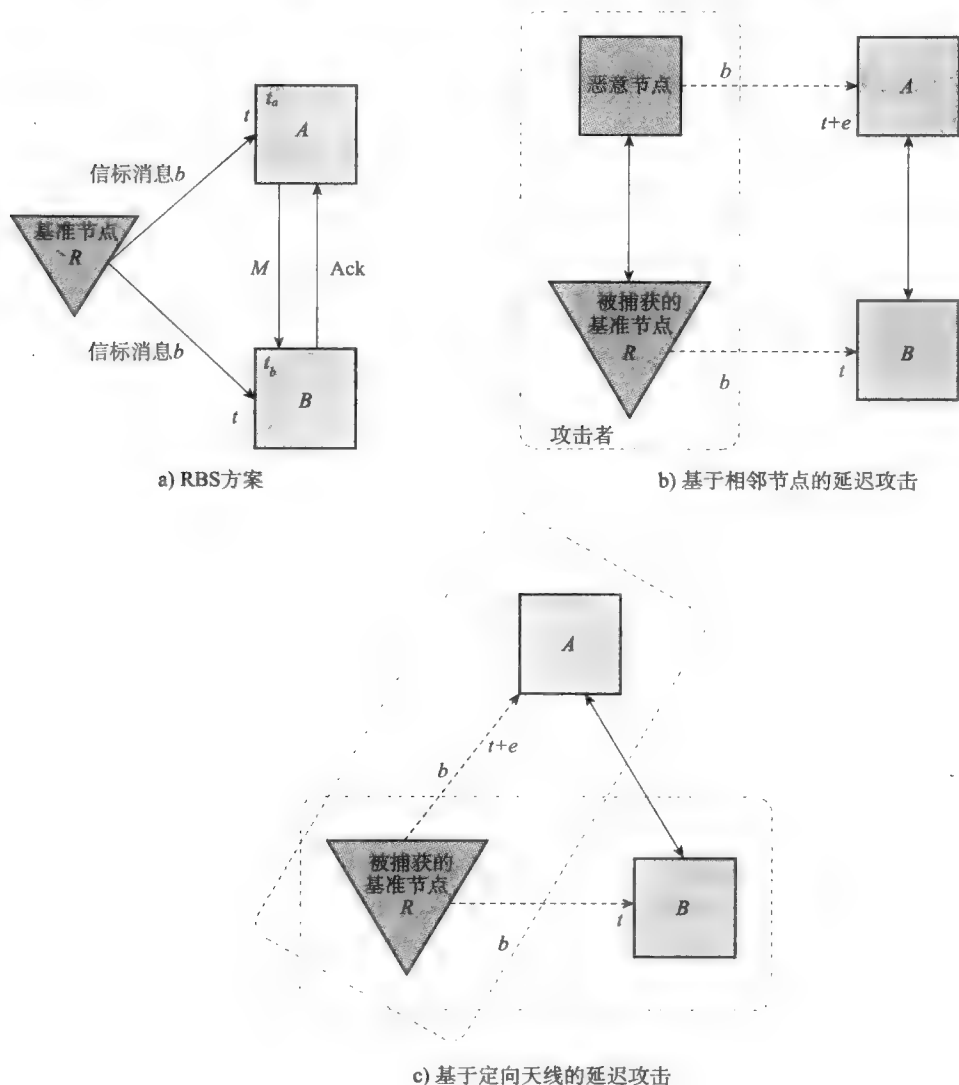 t_a
t
A
信标消息b
基准节点
R
M
Ack
信标消息b
t_b
t
B
a) RBS方案
恶意节点
b
A
t+e
被捕获的
基准节点
R
b
t
B
攻击者
b) 基于相邻节点的延迟攻击
A
t+e
b
被捕获的
基准节点
R
b
t
B
c) 基于定向天线的延迟攻击